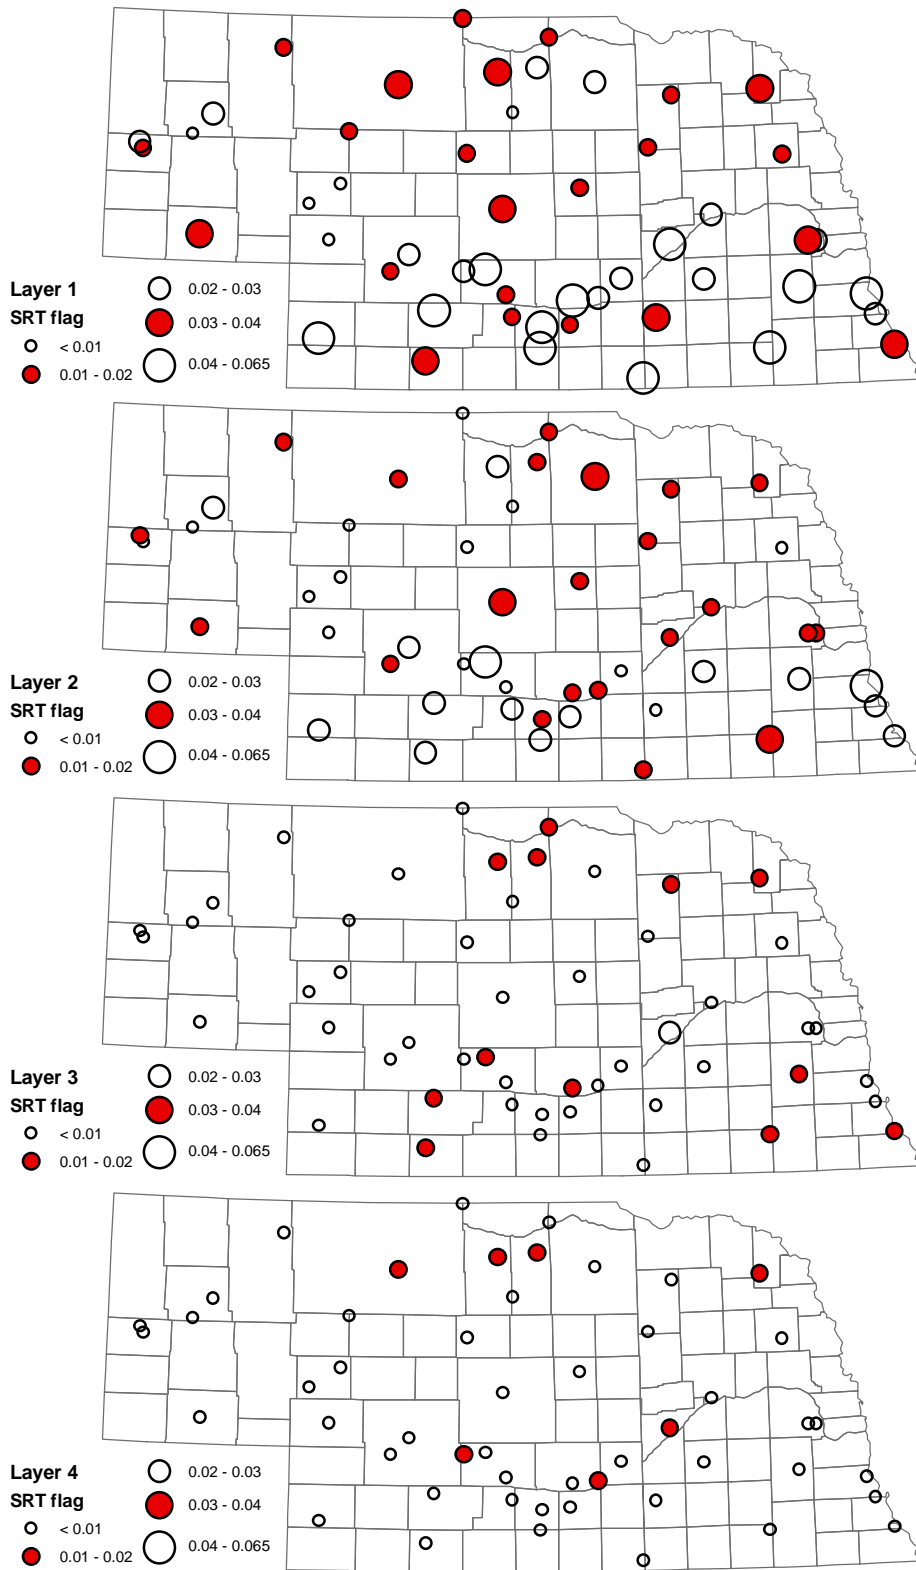 Layer 1
SRT flag
< 0.01
0.01 - 0.02
0.02 - 0.03
0.03 - 0.04
0.04 - 0.065
Layer 2
SRT flag
< 0.01
0.01 - 0.02
0.02 - 0.03
0.03 - 0.04
0.04 - 0.065
Layer 3
SRT flag
< 0.01
0.01 - 0.02
0.02 - 0.03
0.03 - 0.04
0.04 - 0.065
Layer 4
SRT flag
< 0.01
0.01 - 0.02
0.02 - 0.03
0.03 - 0.04
0.04 - 0.065